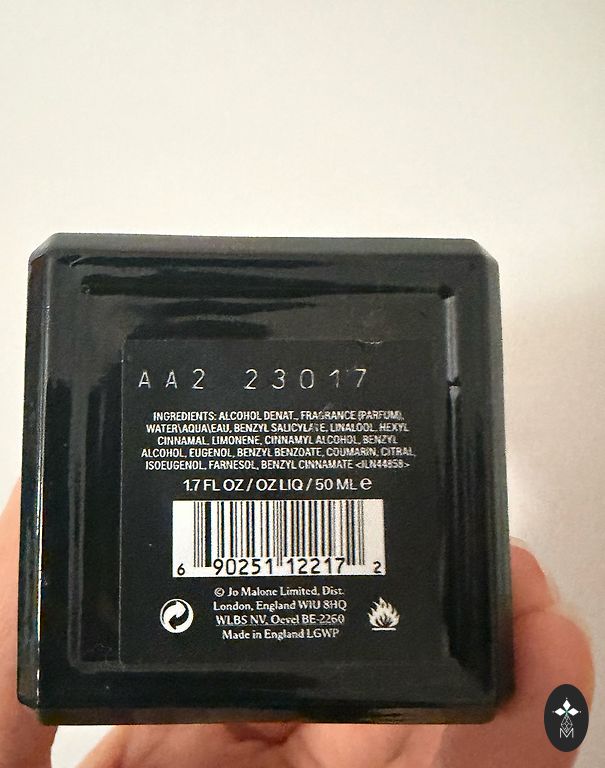 AA2 23017
INGREDIENTS: ALCOHOL DENAT., FRAGRANCE (PARFUM),
WATER\AQUA\EAU, BENZYL SALICYLATE, LINALOOL, HEXYL
CINNAMAL, LIMONENE, CINNAMYL ALCOHOL, BENZYL
ALCOHOL, EUGENOL, BENZYL BENZOATE, COUMARIN, CITRAL,
ISOEUGENOL, FARNESOL, BENZYL CINNAMATE <ILN44858>
1.7 FL OZ / OZ LIQ / 50 ML e
6 90251 12217 2
© Jo Malone Limited, Dist.
London, England W1U 8HQ
WLBS NV. Oevel BE-2260
Made in England LGWP
M